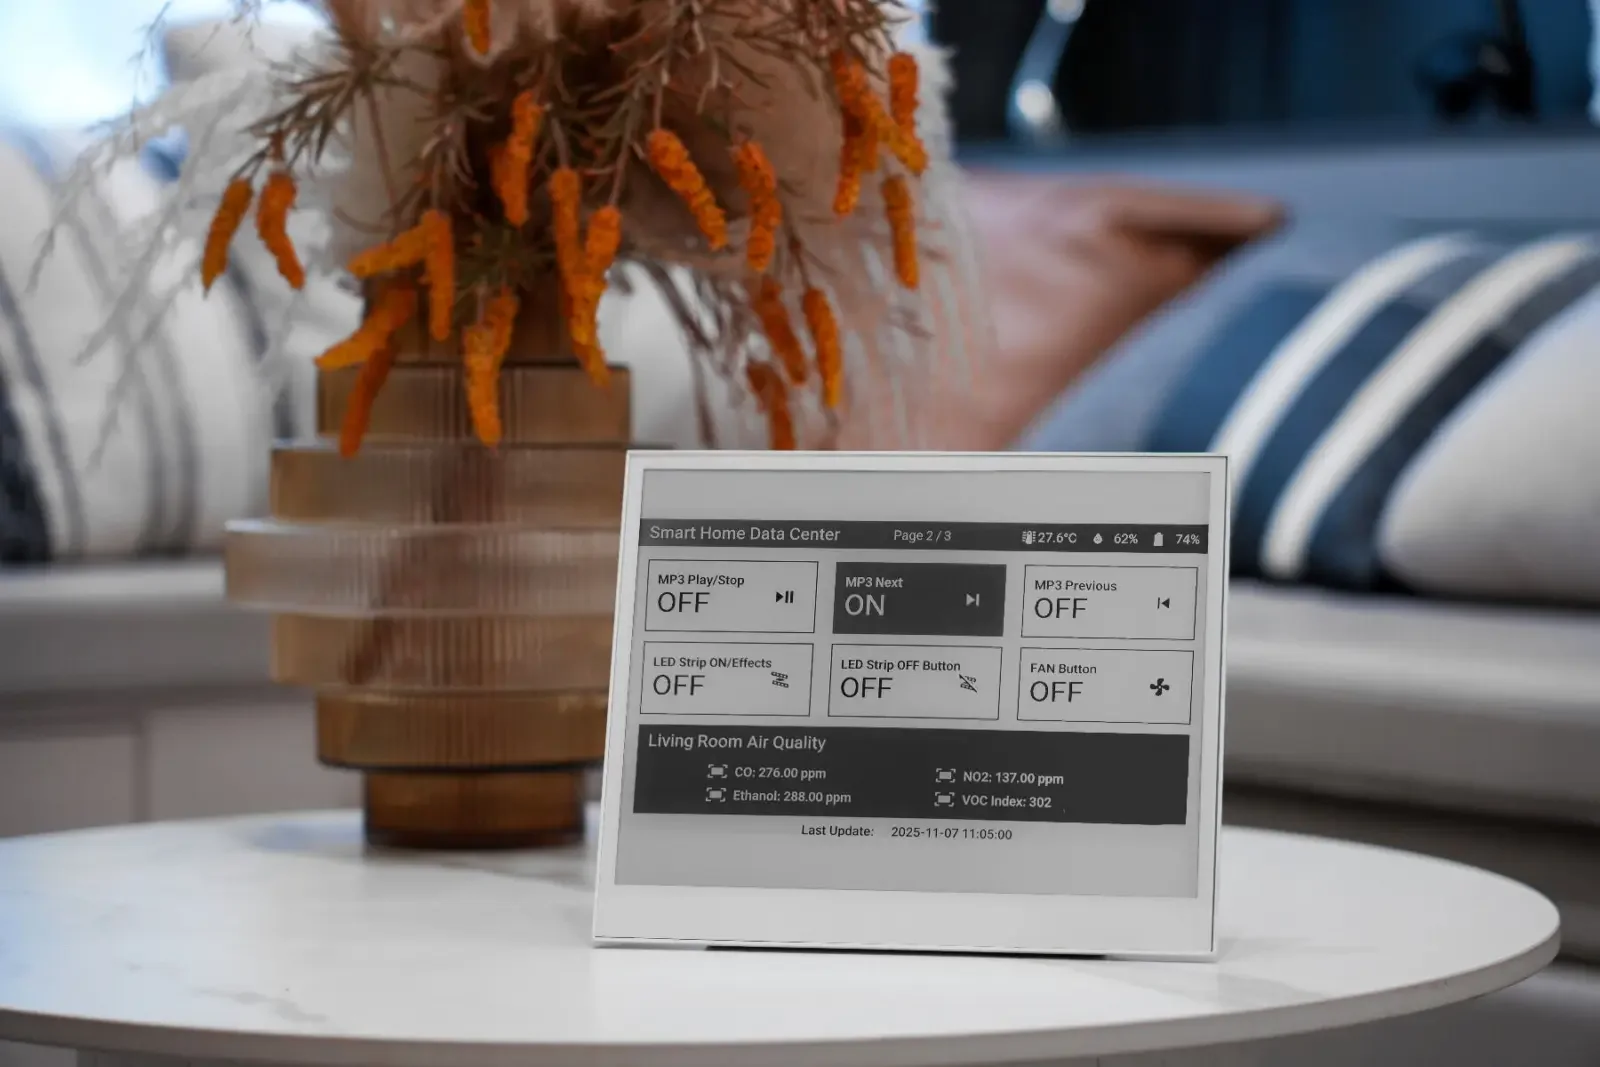 Smart Home Data Center Page 2 / 3 27.6°C 62% 74%
MP3 Play/Stop
OFF
MP3 Next
ON
MP3 Previous
OFF
LED Strip ON/Effects
OFF
LED Strip OFF Button
OFF
FAN Button
OFF
Living Room Air Quality
CO: 276.00 ppm
NO2: 137.00 ppm
Ethanol: 288.00 ppm
VOC Index: 302
Last Update: 2025-11-07 11:05:00